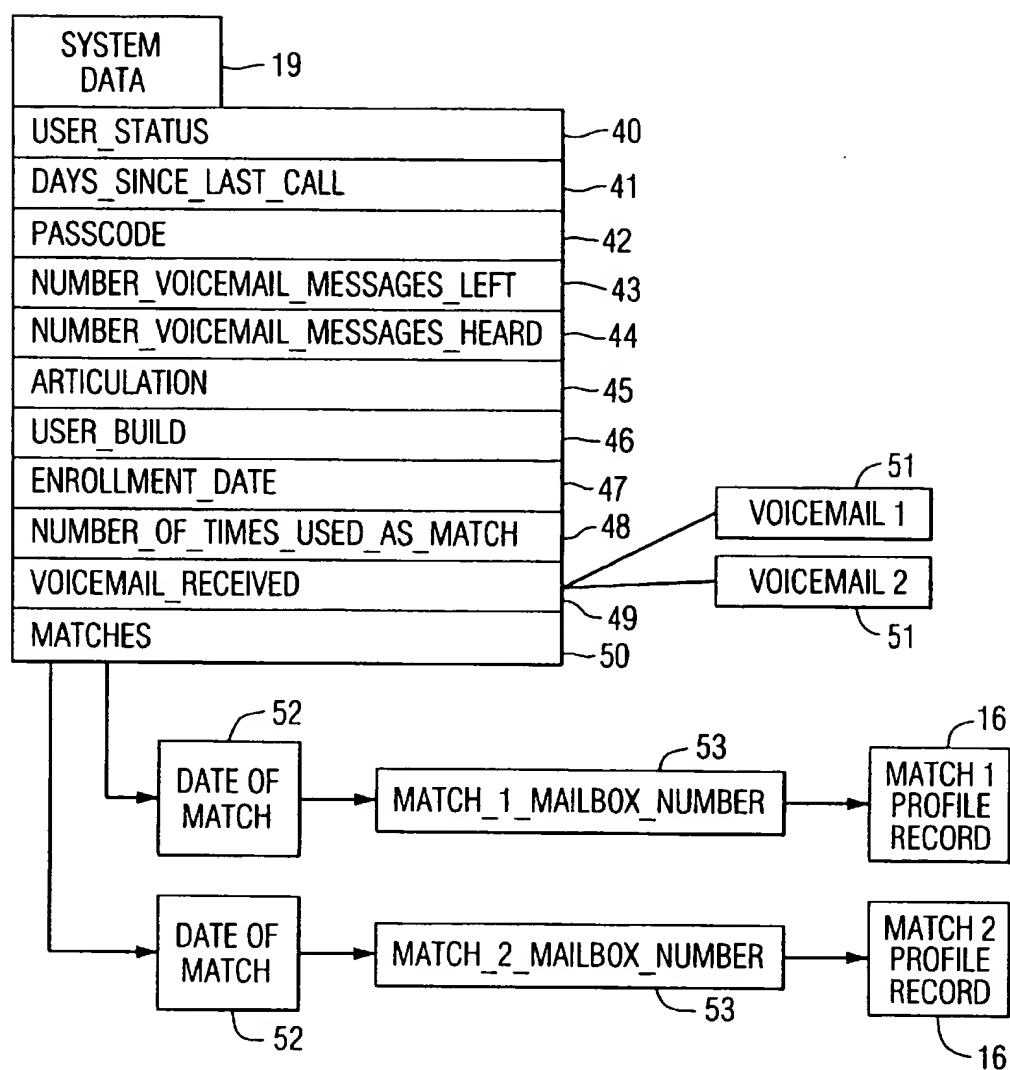 SYSTEM
DATA
19
USER_STATUS
40
DAYS_SINCE_LAST_CALL
41
PASSCODE
42
NUMBER_VOICEMAIL_MESSAGES_LEFT
43
NUMBER_VOICEMAIL_MESSAGES_HEARD
44
ARTICULATION
45
USER_BUILD
46
ENROLLMENT_DATE
47
NUMBER_OF_TIMES_USED_AS_MATCH
48
VOICEMAIL_RECEIVED
49
MATCHES
50
51
VOICEMAIL 1
VOICEMAIL 2
51
52
DATE OF
MATCH
53
MATCH_1_MAILBOX_NUMBER
16
MATCH 1
PROFILE
RECORD
DATE OF
MATCH
52
MATCH_2_MAILBOX_NUMBER
53
MATCH 2
PROFILE
RECORD
16